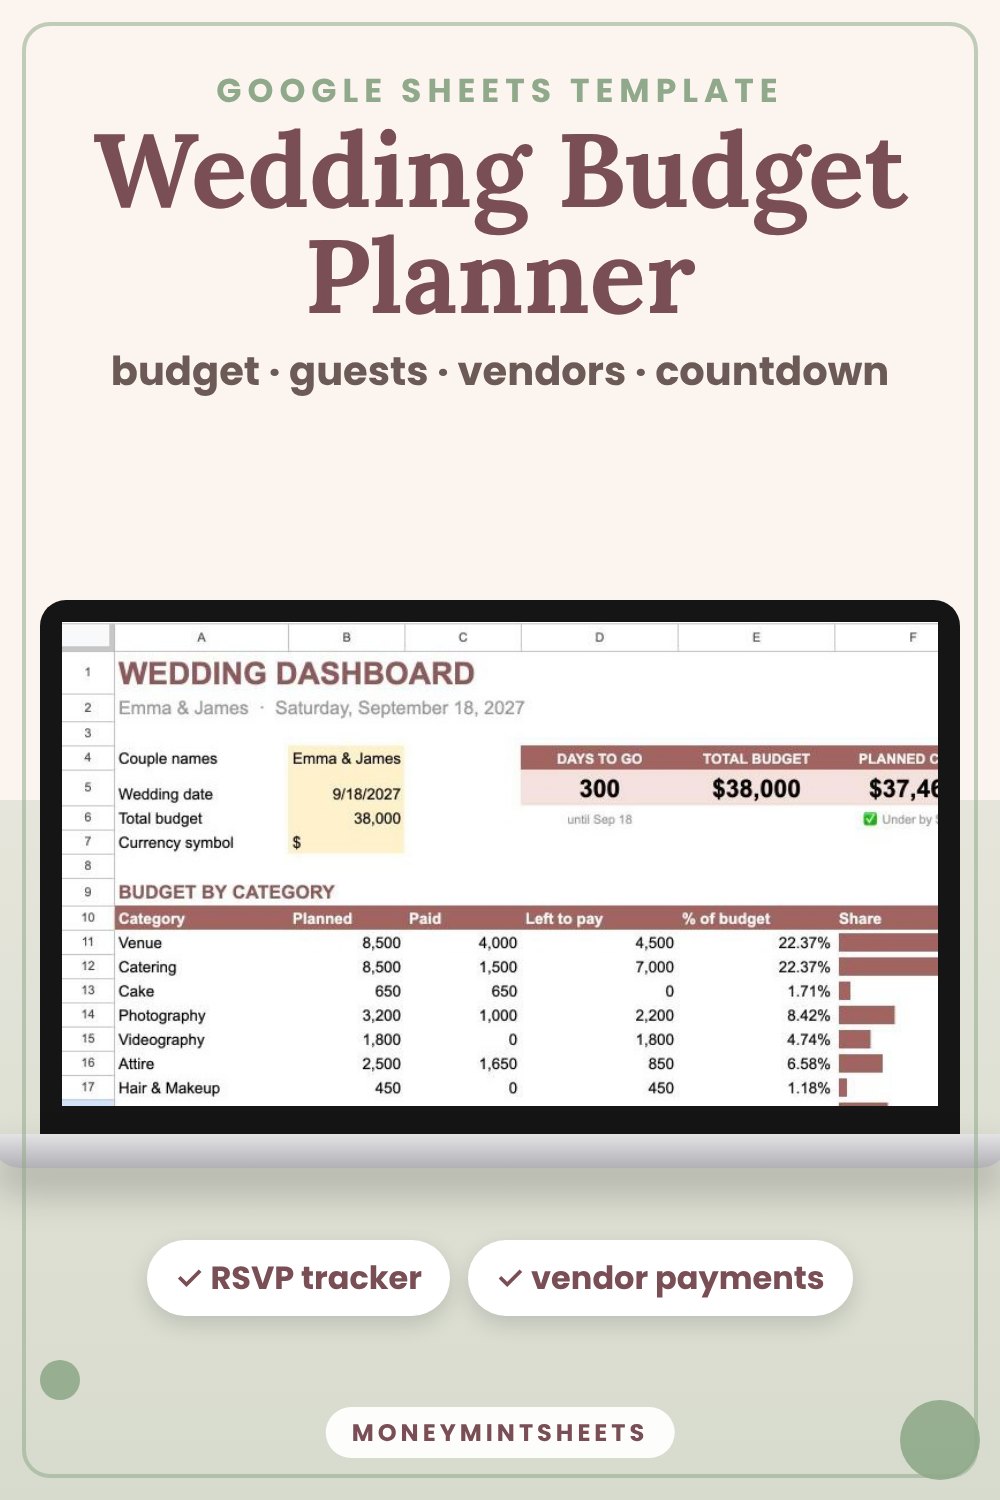 GOOGLE SHEETS TEMPLATE
Wedding Budget
Planner
budget · guests · vendors · countdown
A B C D E F
1 WEDDING DASHBOARD
2 Emma & James · Saturday, September 18, 2027
3
4 Couple names Emma & James DAYS TO GO TOTAL BUDGET PLANNED C
5 Wedding date 9/18/2027 300 $38,000 $37,46
6 Total budget 38,000 until Sep 18 ✅ Under by
7 Currency symbol $
8
9 BUDGET BY CATEGORY
10 Category Planned Paid Left to pay % of budget Share
11 Venue 8,500 4,000 4,500 22.37%
12 Catering 8,500 1,500 7,000 22.37%
13 Cake 650 650 0 1.71%
14 Photography 3,200 1,000 2,200 8.42%
15 Videography 1,800 0 1,800 4.74%
16 Attire 2,500 1,650 850 6.58%
17 Hair & Makeup 450 0 450 1.18%
✓ RSVP tracker ✓ vendor payments
MONEYMINTSHEETS